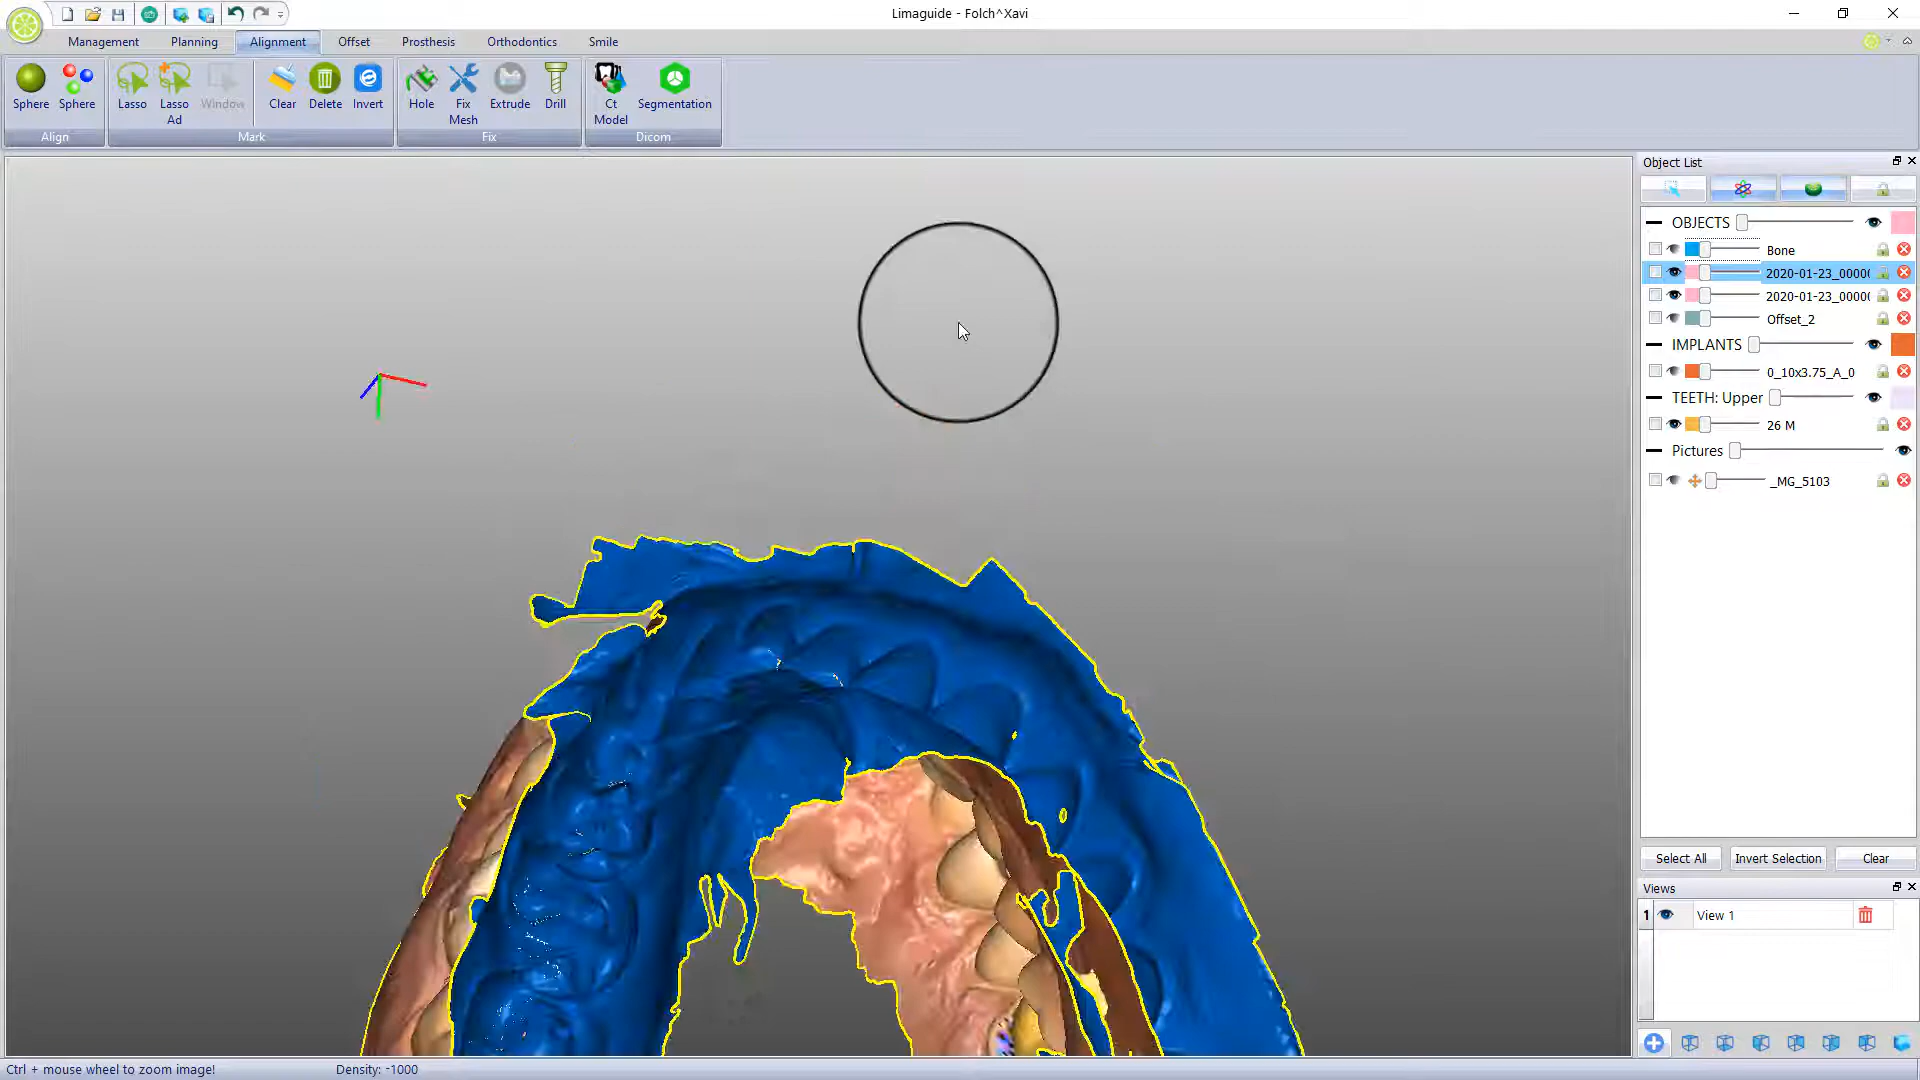 Limaguide - Folch^Xavi
Management Planning Alignment Offset Prosthesis Orthodontics Smile
Sphere Sphere Lasso Lasso Ad Window Clear Delete Invert Hole Fix Mesh Extrude Drill Ct Model Segmentation
Align Mark Fix Dicom
Object List
OBJECTS
Bone
2020-01-23_0000(
2020-01-23_0000(
Offset_2
IMPLANTS
0_10x3.75_A_0
TEETH: Upper
26 M
Pictures
_MG_5103
Select All Invert Selection Clear
Views
1 View 1
Ctrl + mouse wheel to zoom image! Density: -1000